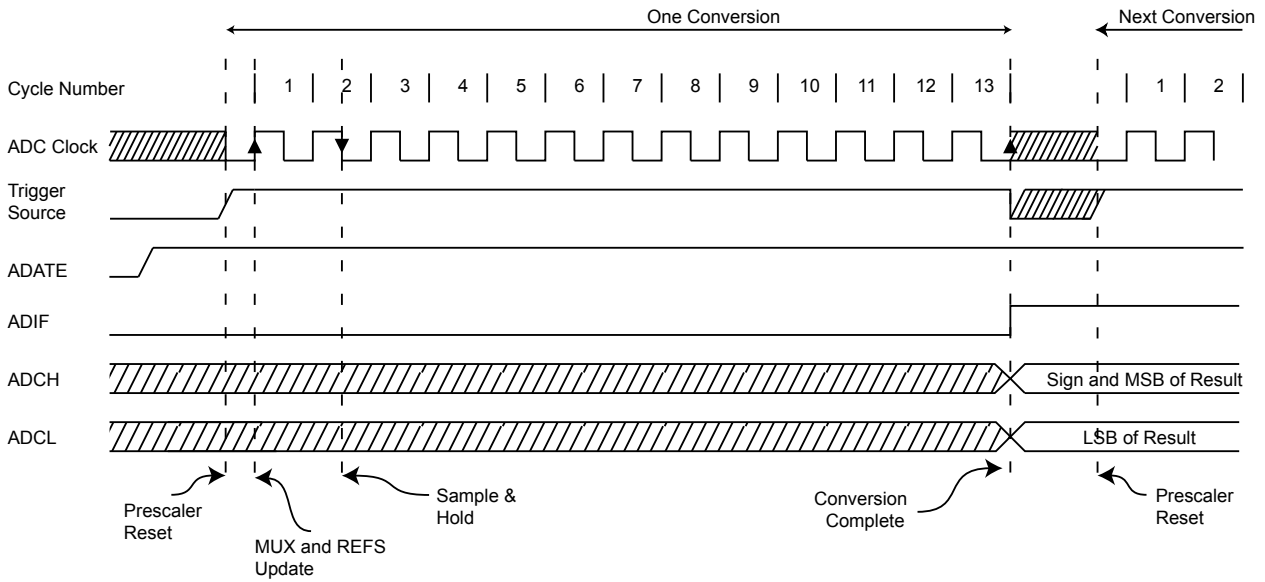 One Conversion
Next Conversion
Cycle Number
1 2 3 4 5 6 7 8 9 10 11 12 13 1 2
ADC Clock
Trigger
Source
ADATE
ADIF
ADCH
Sign and MSB of Result
ADCL
LSB of Result
Prescaler
Reset
MUX and REFS
Update
Sample &
Hold
Conversion
Complete
Prescaler
Reset